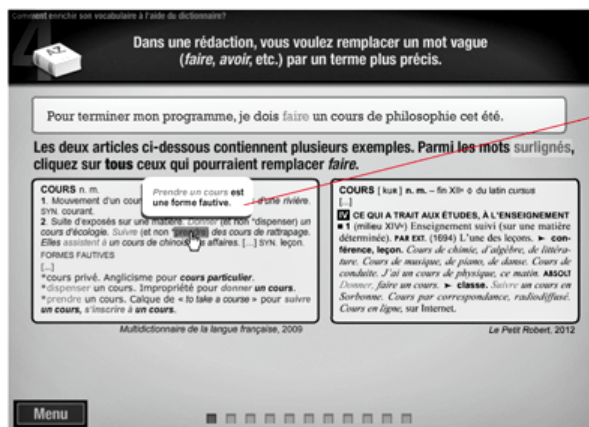 Comment enrichir son vocabulaire à l'aide du dictionnaire?
4
AZ
Dans une rédaction, vous voulez remplacer un mot vague
(faire, avoir, etc.) par un terme plus précis.
Pour terminer mon programme, je dois faire un cours de philosophie cet été.
Les deux articles ci-dessous contiennent plusieurs exemples. Parmi les mots surlignés,
cliquez sur tous ceux qui pourraient remplacer faire.
COURS n. m.
1. Mouvement d'un cour d'une rivière.
SYN. courant.
2. Suite d'exposés sur une matière. Donner (et non *dispenser) un
cours d'écologie. Suivre (et non *prendre) des cours de rattrapage.
Elles assistent à un cours de chinois des affaires. [...] SYN. leçon.
FORMES FAUTIVES
[...]
*cours privé. Anglicisme pour cours particulier.
*dispenser un cours. Impropriété pour donner un cours.
*prendre un cours. Calque de « to take a course » pour suivre
un cours, s'inscrire à un cours.
Prendre un cours est
une forme fautive.
Multidictionnaire de la langue française, 2009
COURS [ kuʀ ] n. m. – fin XIIe ◊ du latin cursus
[...]
IV CE QUI A TRAIT AUX ÉTUDES, À L'ENSEIGNEMENT
■ 1 (milieu XIVe) Enseignement suivi (sur une matière
déterminée). PAR EXT. (1694) L'une des leçons. ► con-
férence, leçon. Cours de chimie, d'algèbre, de littéra-
ture. Cours de musique, de piano, de danse. Cours de
conduite. J'ai un cours de physique, ce matin. ABSOLT
Donner, faire un cours. ► classe. Suivre un cours en
Sorbonne. Cours par correspondance, radiodiffusé.
Cours en ligne, sur Internet.
Le Petit Robert, 2012
Menu